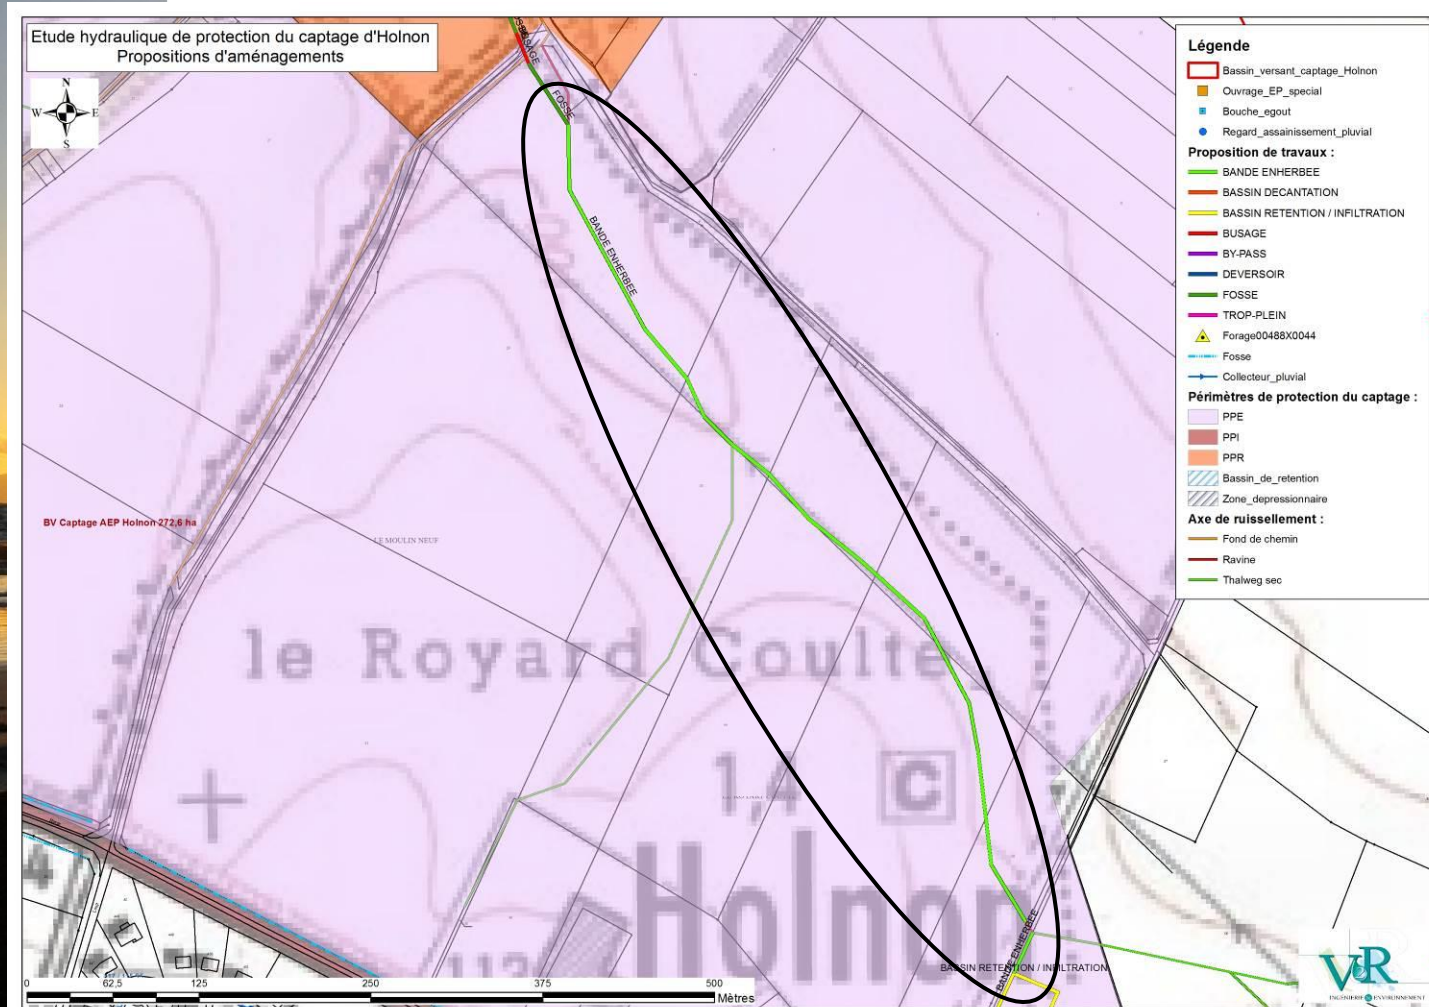 Etude hydraulique de protection du captage d'Holnon
Propositions d'aménagements
N
W E
S
BUSAGE
FOSSE
BANDE ENHERBEE
BV Captage AEP Holnon 272,6 ha
LE MOULIN NEUF
le Royard Coulte
C
Holnon
BANDE ENHERBEE
BASSIN RETENTION / INFILTRATION
0 62,5 125 250 375 500
Mètres
Légende
Bassin_versant_captage_Holnon
Ouvrage_EP_special
Bouche_egout
Regard_assainissement_pluvial
Proposition de travaux :
BANDE ENHERBEE
BASSIN DECANTATION
BASSIN RETENTION / INFILTRATION
BUSAGE
BY-PASS
DEVERSOIR
FOSSE
TROP-PLEIN
Forage00488X0044
Fosse
Collecteur_pluvial
Périmètres de protection du captage :
PPE
PPI
PPR
Bassin_de_retention
Zone_depressionnaire
Axe de ruissellement :
Fond de chemin
Ravine
Thalweg sec
V R
INGÉNIERIE ENVIRONNEMENT